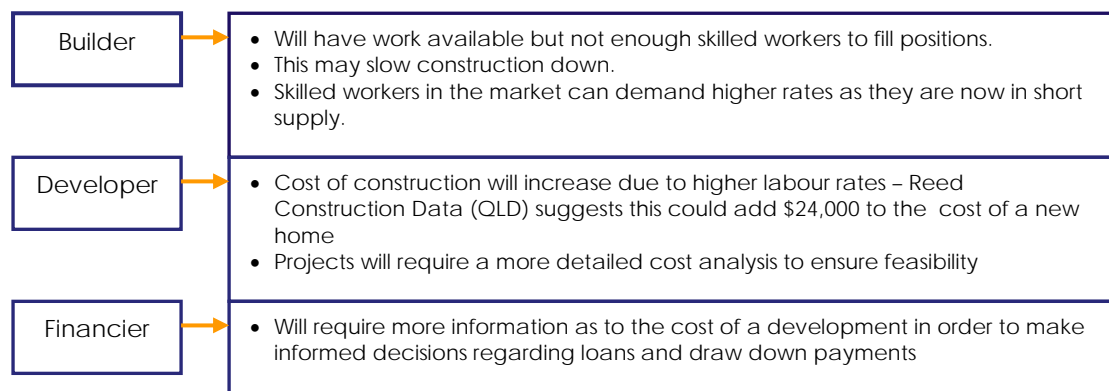 Builder
• Will have work available but not enough skilled workers to fill positions.
• This may slow construction down.
• Skilled workers in the market can demand higher rates as they are now in short
supply.
Developer
• Cost of construction will increase due to higher labour rates – Reed
Construction Data (QLD) suggests this could add $24,000 to the cost of a new
home
• Projects will require a more detailed cost analysis to ensure feasibility
Financier
• Will require more information as to the cost of a development in order to make
informed decisions regarding loans and draw down payments